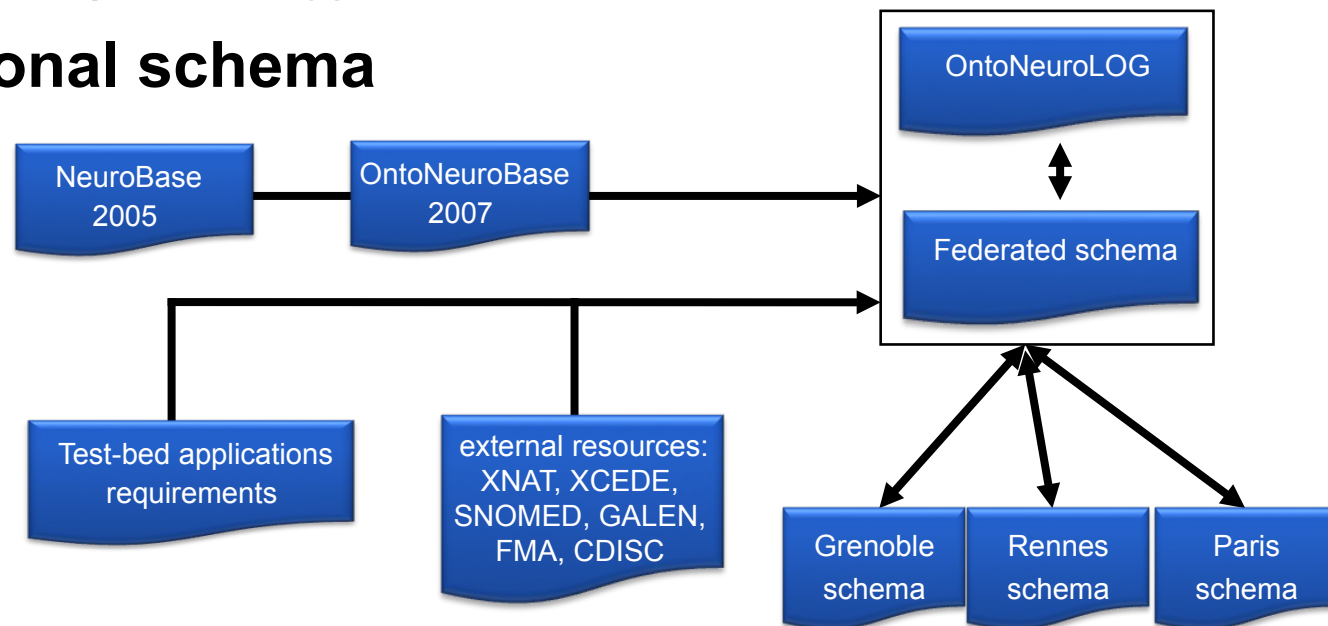 onal schema
OntoNeuroLOG
NeuroBase
2005
OntoNeuroBase
2007
Federated schema
Test-bed applications
requirements
external resources:
XNAT, XCEDE,
SNOMED, GALEN,
FMA, CDISC
Grenoble
schema
Rennes
schema
Paris
schema